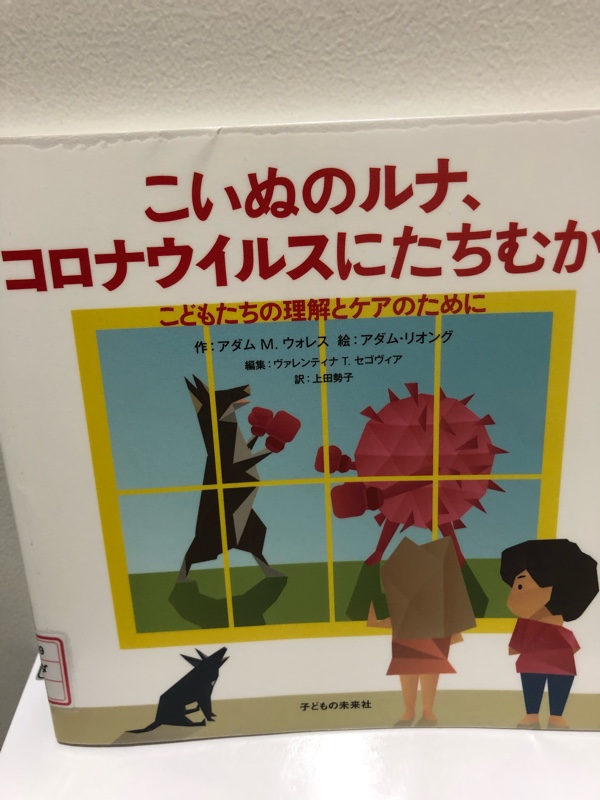 こいぬのルナ、
コロナウイルスにたちむか
こどもたちの理解とケアのために
作：アダム M. ウォレス 絵：アダム・リオング
編集：ヴァレンティナ T. セゴヴィア
訳：上田勢子
子どもの未来社